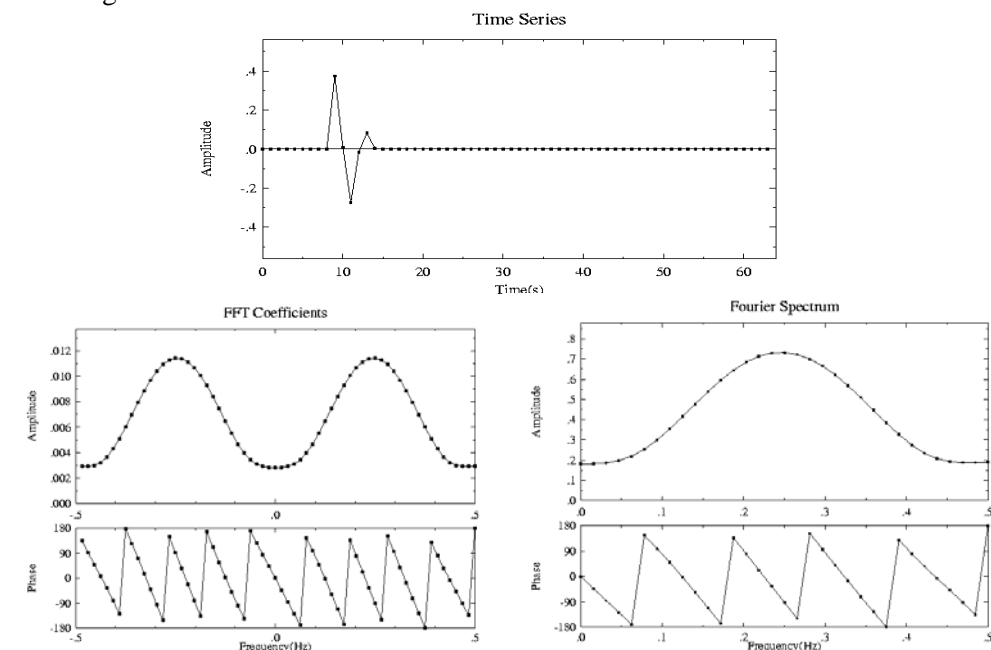 Time Series
.4
.2
.0
-.2
-.4
Amplitude
0 10 20 30 40 50 60
Time(s)
FFT Coefficients
.012
.010
.008
.006
.004
.002
.000
Amplitude
-.5 .0 .5
180
90
0
-90
-180
Phase
-.5 .0 .5
Frequency(Hz)
Fourier Spectrum
.8
.7
.6
.5
.4
.3
.2
.1
.0
Amplitude
.0 .1 .2 .3 .4 .5
180
90
0
-90
-180
Phase
.0 .1 .2 .3 .4 .5
Frequency(Hz)